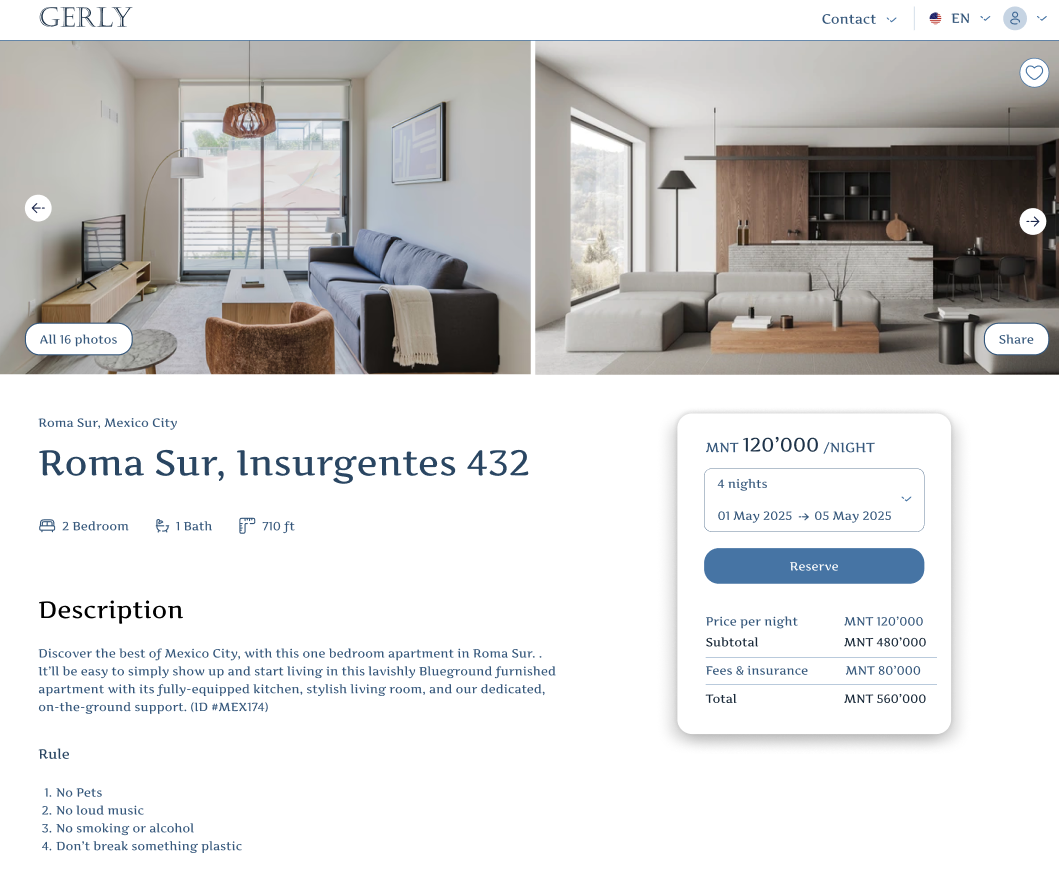 GERLY
Contact
EN
All 16 photos
Share
Roma Sur, Mexico City
Roma Sur, Insurgentes 432
2 Bedroom
1 Bath
710 ft
Description
Discover the best of Mexico City, with this one bedroom apartment in Roma Sur. .
It’ll be easy to simply show up and start living in this lavishly Blueground furnished
apartment with its fully-equipped kitchen, stylish living room, and our dedicated,
on-the-ground support. (ID #MEX174)
Rule
1. No Pets
2. No loud music
3. No smoking or alcohol
4. Don’t break something plastic
MNT 120’000 /NIGHT
4 nights
01 May 2025 → 05 May 2025
Reserve
Price per night MNT 120’000
Subtotal MNT 480’000
Fees & insurance MNT 80’000
Total MNT 560’000